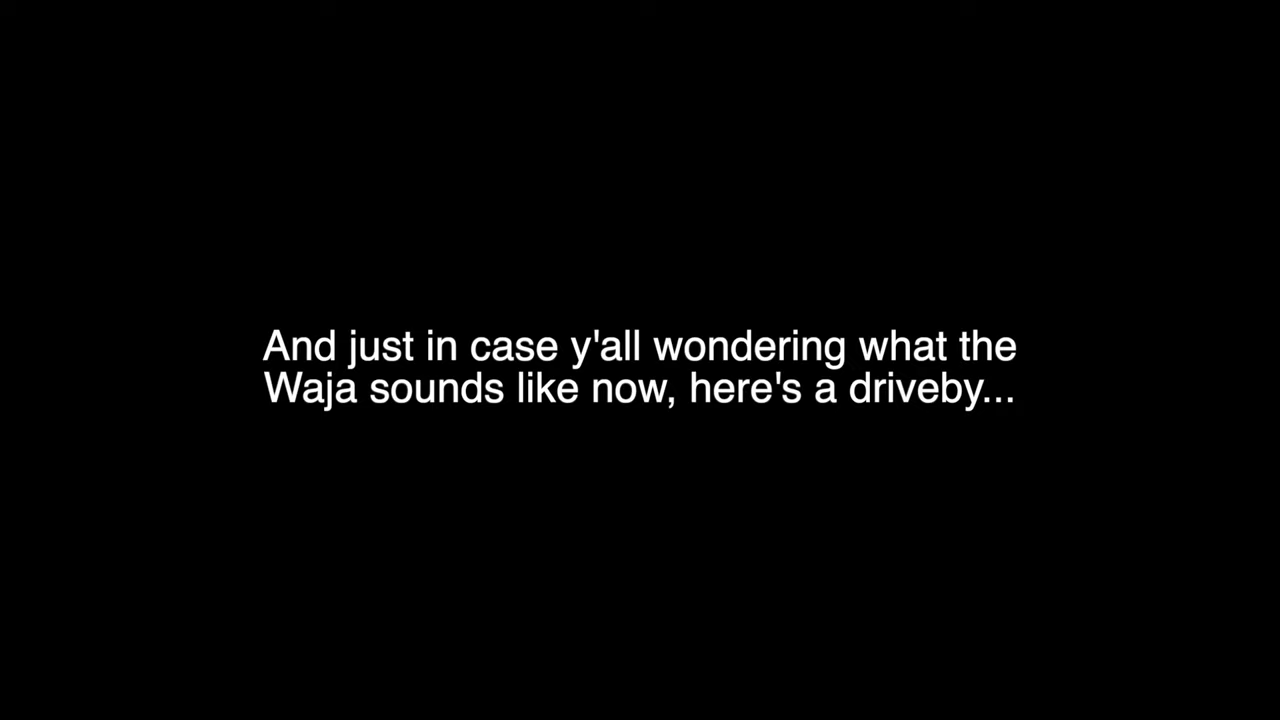 And just in case y'all wondering what the
Waja sounds like now, here's a driveby...